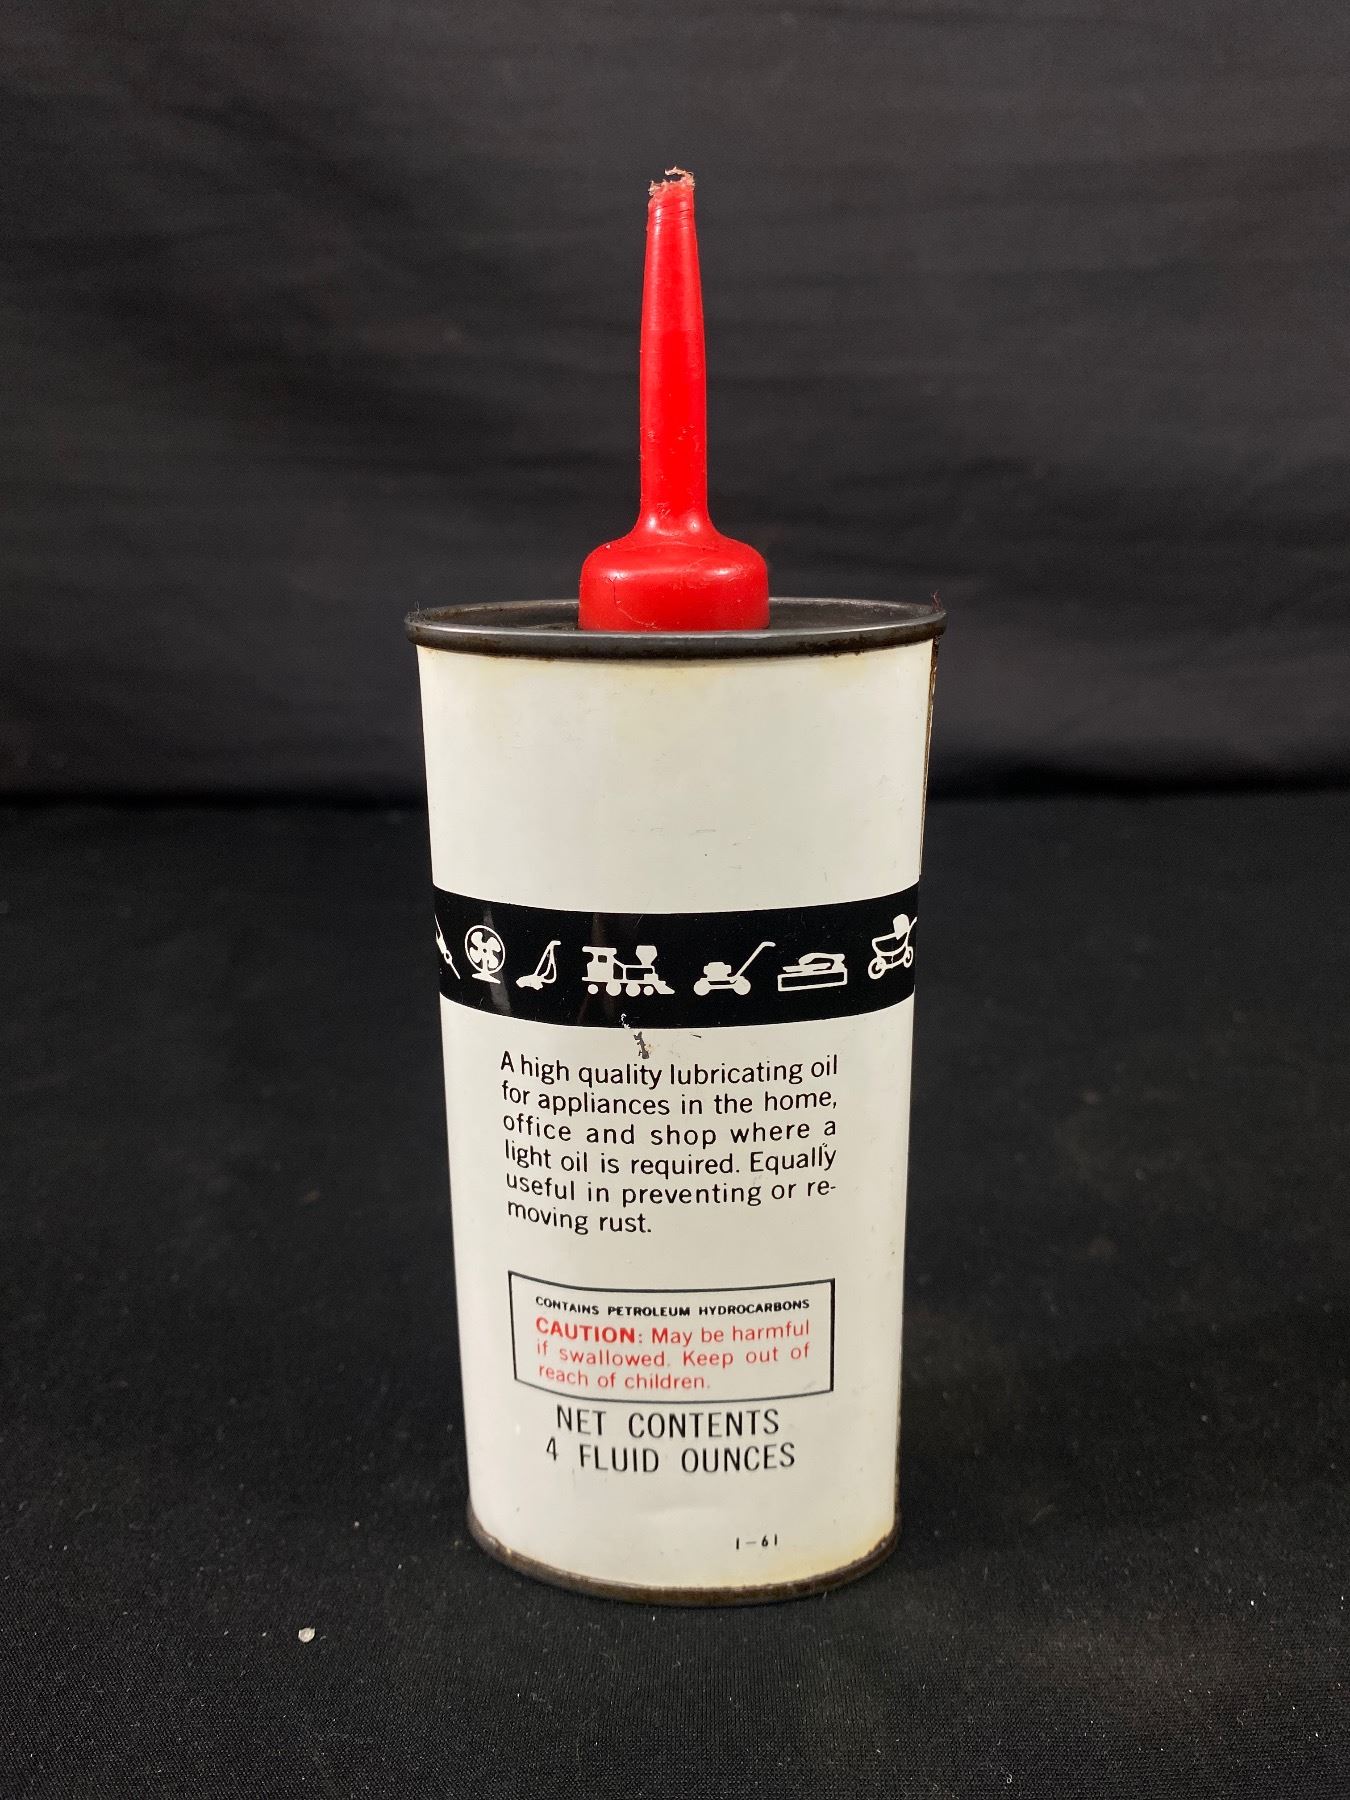 A high quality lubricating oil
for appliances in the home,
office and shop where a
light oil is required. Equally
useful in preventing or re-
moving rust.
CONTAINS PETROLEUM HYDROCARBONS
CAUTION: May be harmful
if swallowed. Keep out of
reach of children.
NET CONTENTS
4 FLUID OUNCES
1-61